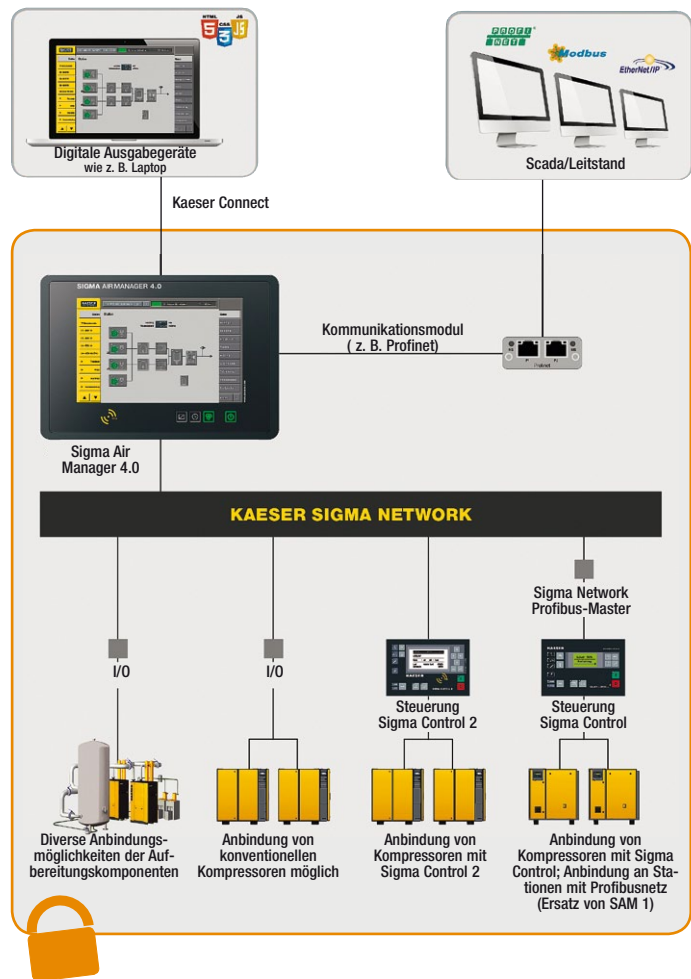 HTML
CSS
JS
5
3
JS
PROFI
NET
Modbus
EtherNet/IP
Digitale Ausgabegeräte
wie z. B. Laptop
Scada/Leitstand
Kaeser Connect
SIGMA AIR MANAGER 4.0
Kommunikationsmodul
( z. B. Profinet)
Profinet
Sigma Air
Manager 4.0
KAESER SIGMA NETWORK
Sigma Network
Profibus-Master
I/O
I/O
KAESER
KAESER
Steuerung
Sigma Control 2
Steuerung
Sigma Control
Diverse Anbindungs-
möglichkeiten der Auf-
bereitungskomponenten
Anbindung von
konventionellen
Kompressoren möglich
Anbindung von
Kompressoren mit
Sigma Control 2
Anbindung von
Kompressoren mit Sigma
Control; Anbindung an Sta-
tionen mit Profibusnetz
(Ersatz von SAM 1)